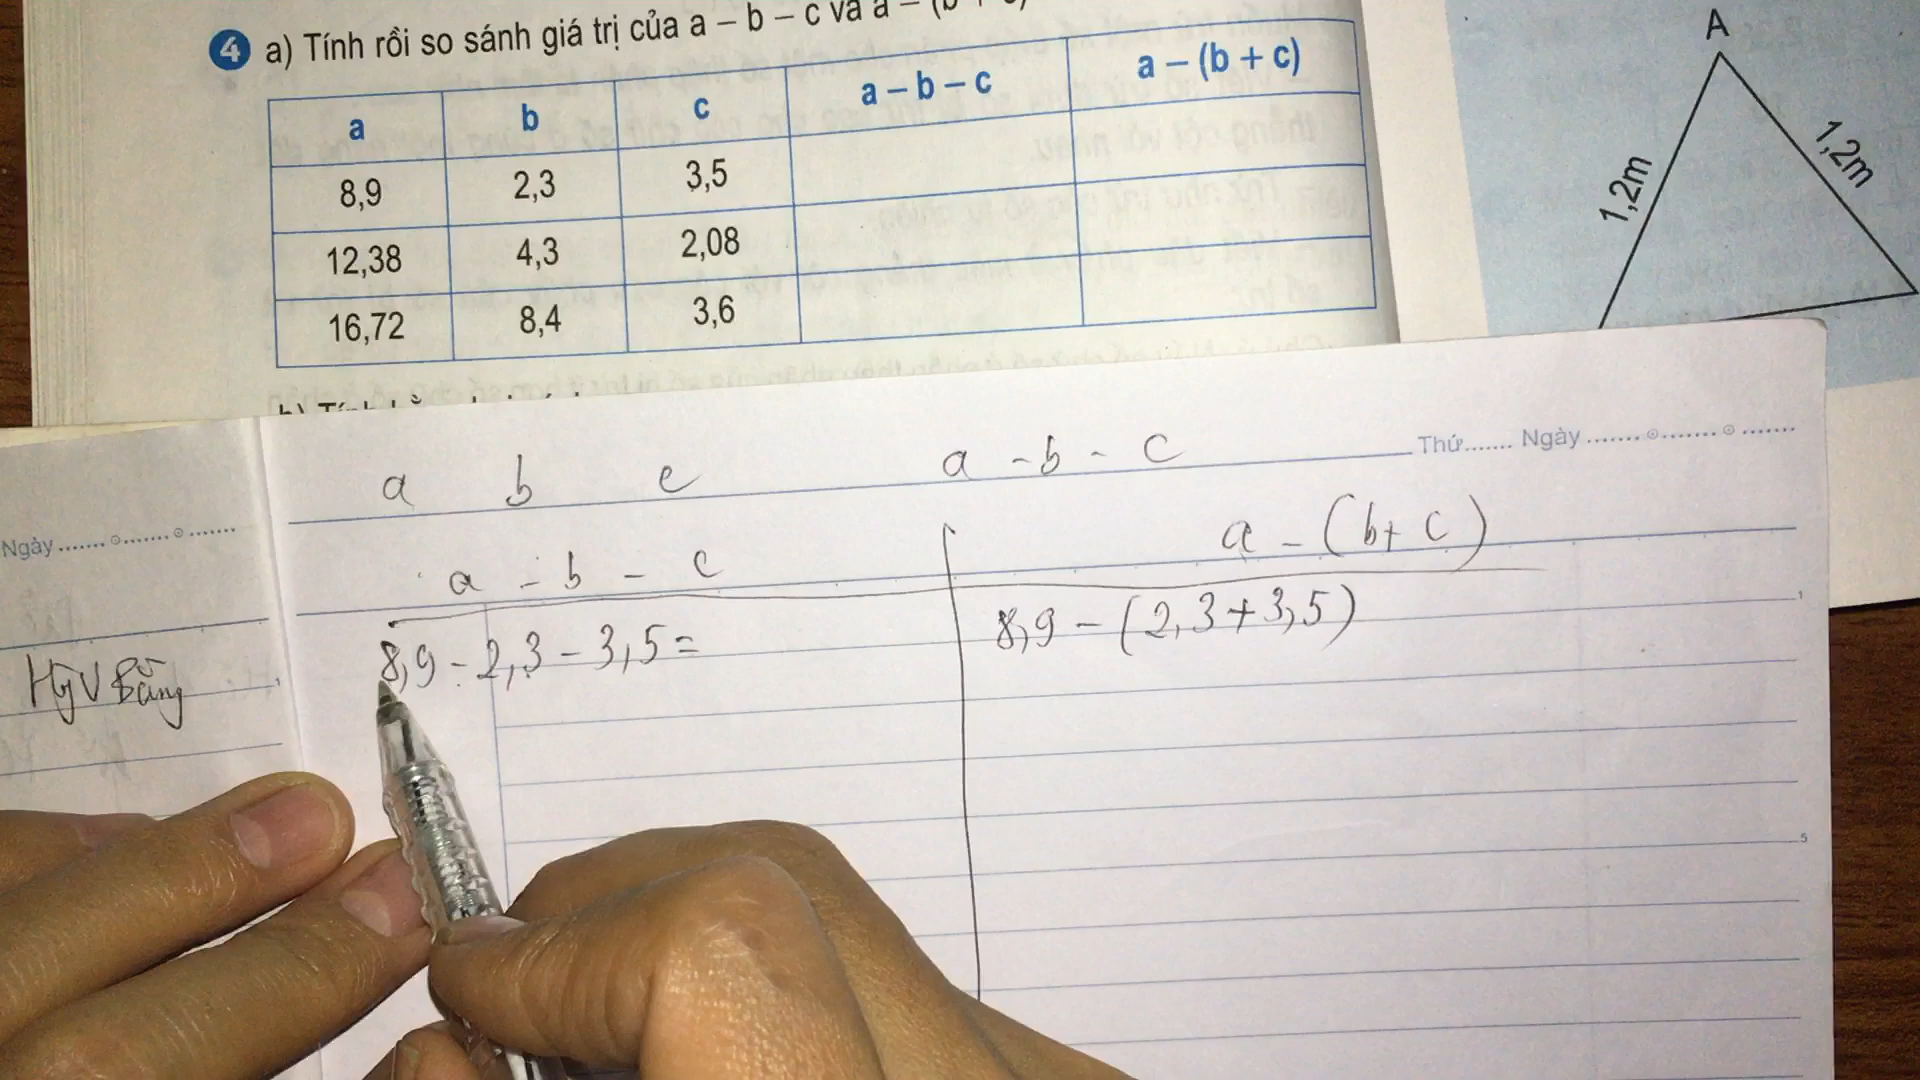 4 a) Tính rồi so sánh giá trị của a – b – c và a – (b + c)
a b c a – b – c a – (b + c)
8,9 2,3 3,5
12,38 4,3 2,08
16,72 8,4 3,6
A
1,2m 1,2m
Thứ....... Ngày
a b c a - b - c
Ngày
a - b - c a - (b + c)
8,9 - 2,3 - 3,5 = 8,9 - (2,3 + 3,5)
1
5